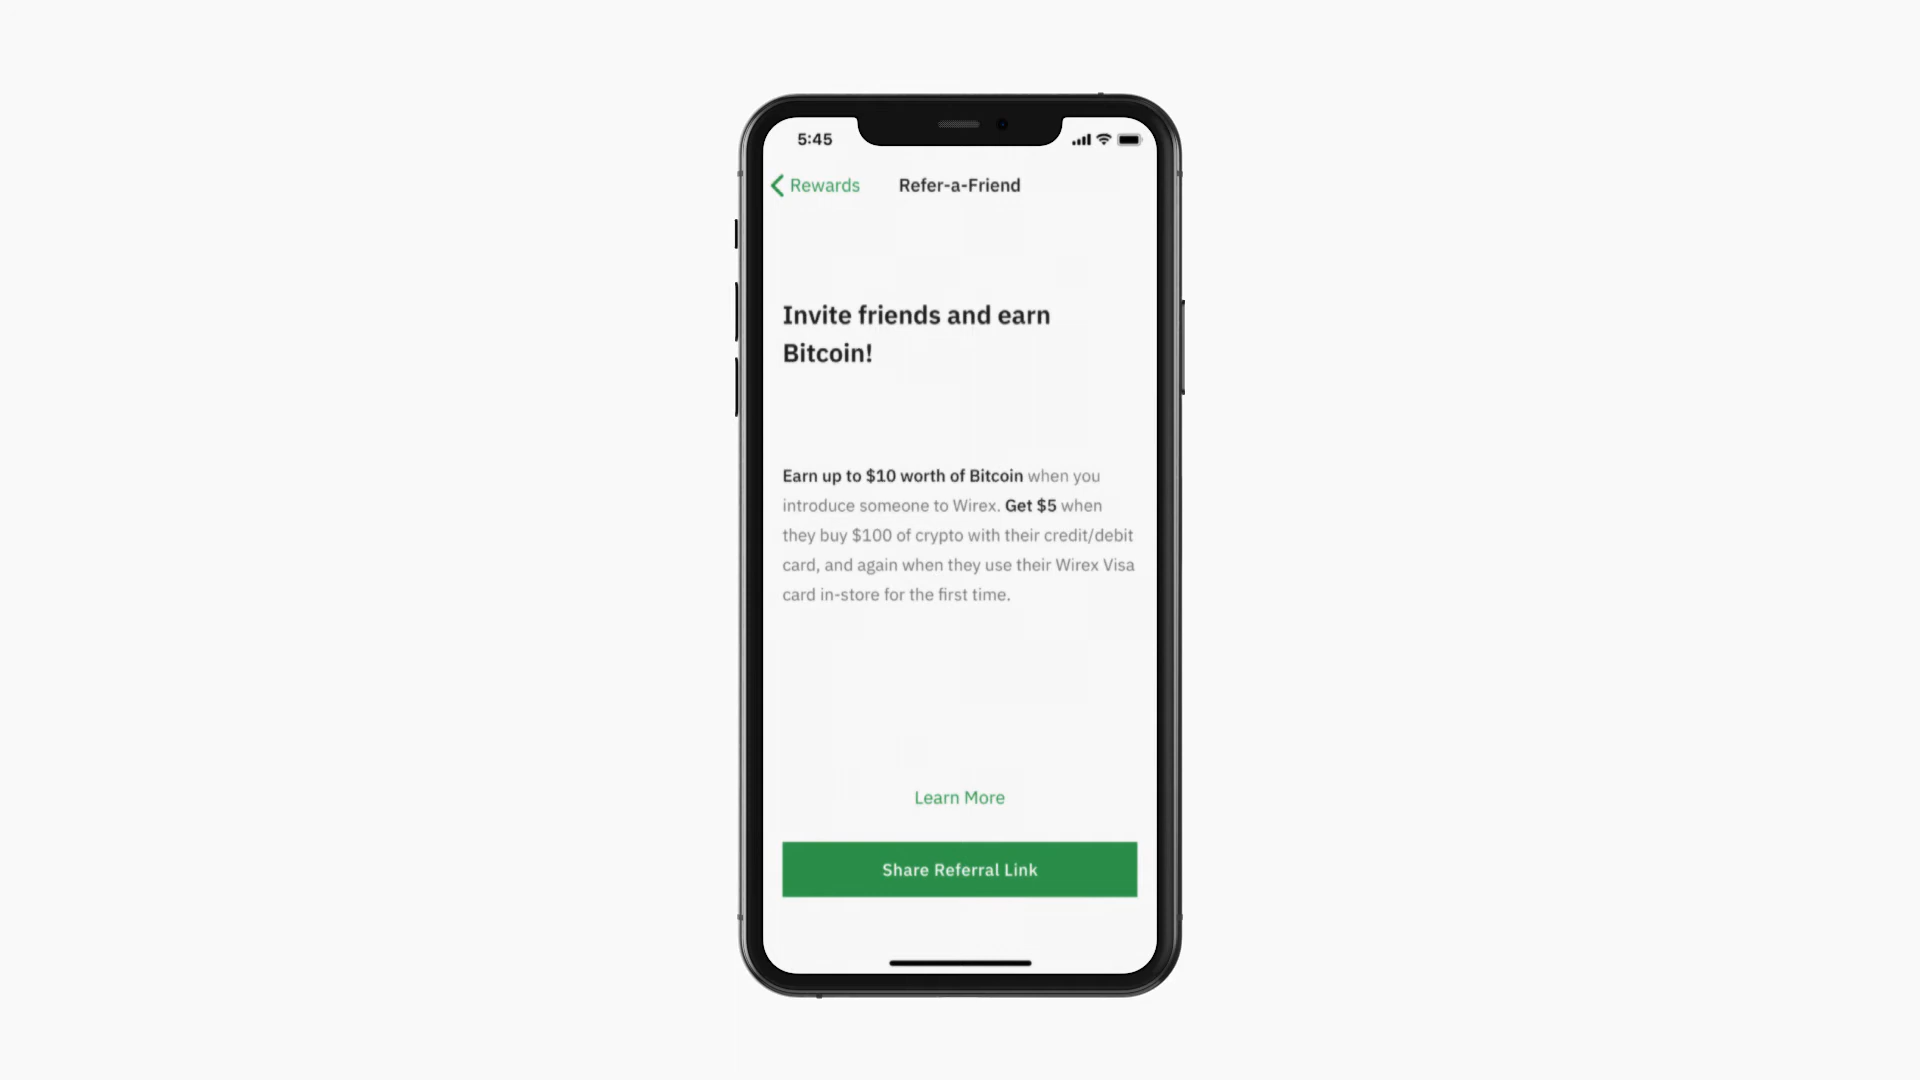 5:45
Rewards
Refer-a-Friend
Invite friends and earn
Bitcoin!
Earn up to $10 worth of Bitcoin when you
introduce someone to Wirex. Get $5 when
they buy $100 of crypto with their credit/debit
card, and again when they use their Wirex Visa
card in-store for the first time.
Learn More
Share Referral Link